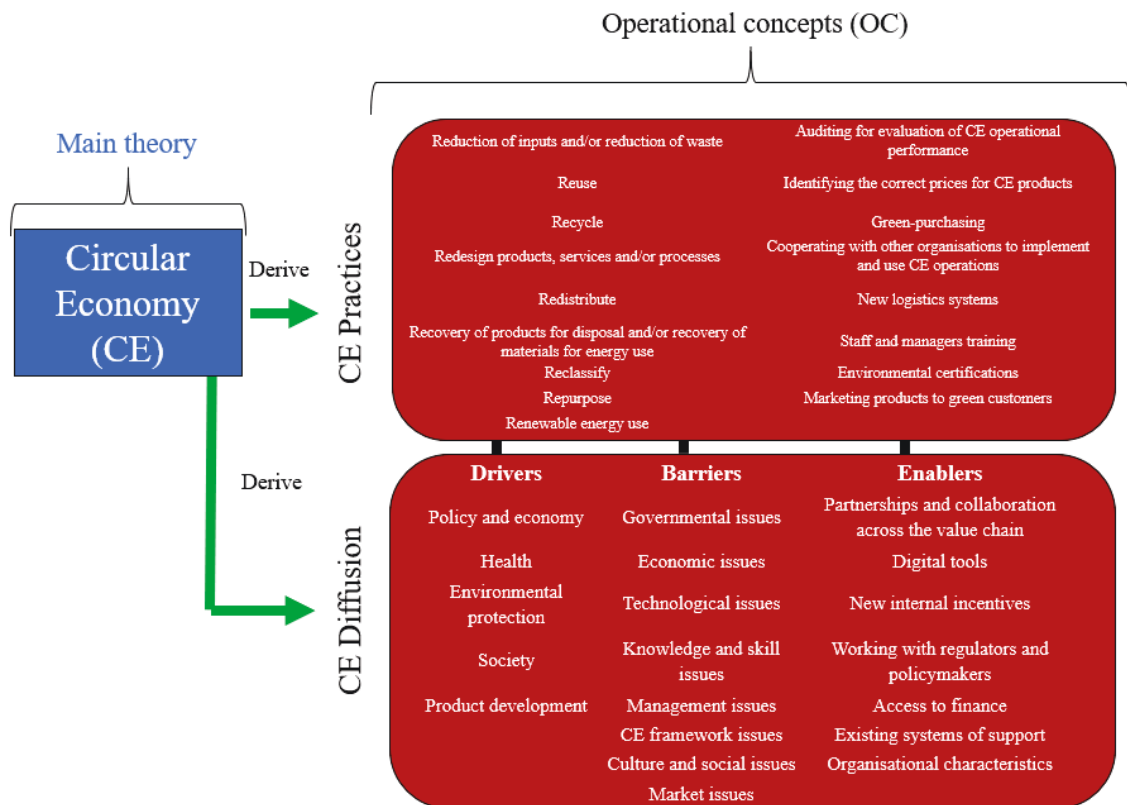 Operational concepts (OC)
Main theory
Circular
Economy
(CE)
Derive
Derive
CE Practices
Reduction of inputs and/or reduction of waste
Reuse
Recycle
Redesign products, services and/or processes
Redistribute
Recovery of products for disposal and/or recovery of
materials for energy use
Reclassify
Repurpose
Renewable energy use
Auditing for evaluation of CE operational
performance
Identifying the correct prices for CE products
Green-purchasing
Cooperating with other organisations to implement
and use CE operations
New logistics systems
Staff and managers training
Environmental certifications
Marketing products to green customers
CE Diffusion
Drivers
Policy and economy
Health
Environmental
protection
Society
Product development
Barriers
Governmental issues
Economic issues
Technological issues
Knowledge and skill
issues
Management issues
CE framework issues
Culture and social issues
Market issues
Enablers
Partnerships and collaboration
across the value chain
Digital tools
New internal incentives
Working with regulators and
policymakers
Access to finance
Existing systems of support
Organisational characteristics